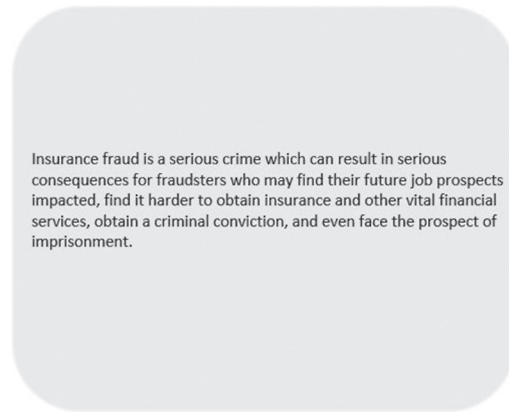 Insurance fraud is a serious crime which can result in serious
consequences for fraudsters who may find their future job prospects
impacted, find it harder to obtain insurance and other vital financial
services, obtain a criminal conviction, and even face the prospect of
imprisonment.